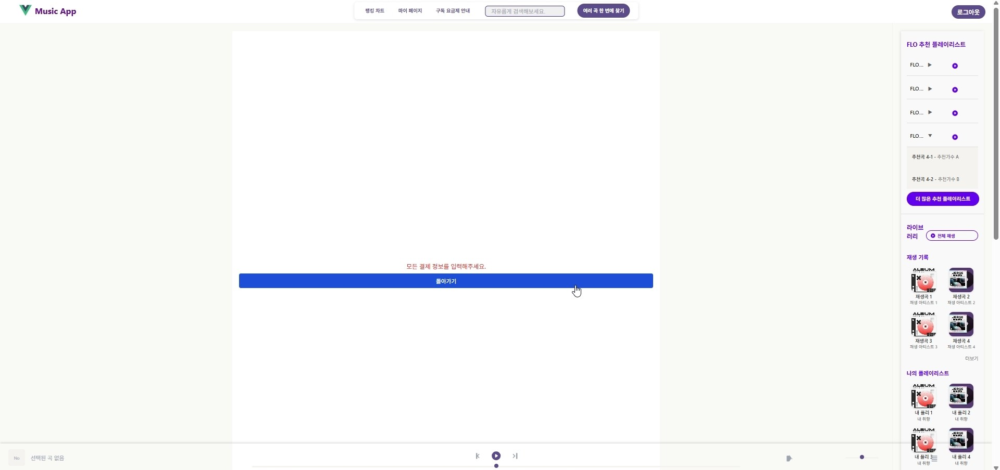 Music App
랭킹 차트
마이 페이지
구독 요금제 안내
자유롭게 검색해보세요.
여러 곡 한 번에 찾기
로그아웃
모든 결제 정보를 입력해주세요.
돌아가기
FLO 추천 플레이리스트
FLO...
FLO...
FLO...
FLO...
추천곡 4-1 - 추천가수 A
추천곡 4-2 - 추천가수 B
더 많은 추천 플레이리스트
라이브
러리
전체 재생
재생 기록
재생곡 1
재생 아티스트 1
재생곡 2
재생 아티스트 2
재생곡 3
재생 아티스트 3
재생곡 4
재생 아티스트 4
더보기
나의 플레이리스트
내 플리 1
내 취향
내 플리 2
내 취향
내 플리 3
내 취향
내 플리 4
내 취향
No
선택된 곡 없음